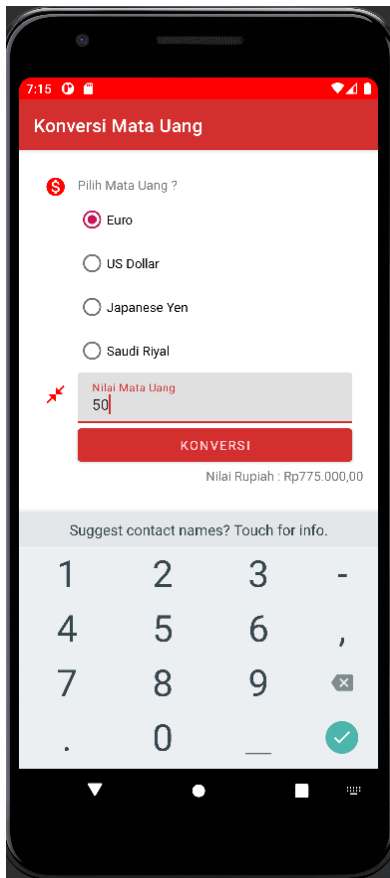 7:15
Konversi Mata Uang
Pilih Mata Uang ?
Euro
US Dollar
Japanese Yen
Saudi Riyal
Nilai Mata Uang
50
KONVERSI
Nilai Rupiah : Rp775.000,00
Suggest contact names? Touch for info.
1 2 3 -
4 5 6 ,
7 8 9
. 0 _